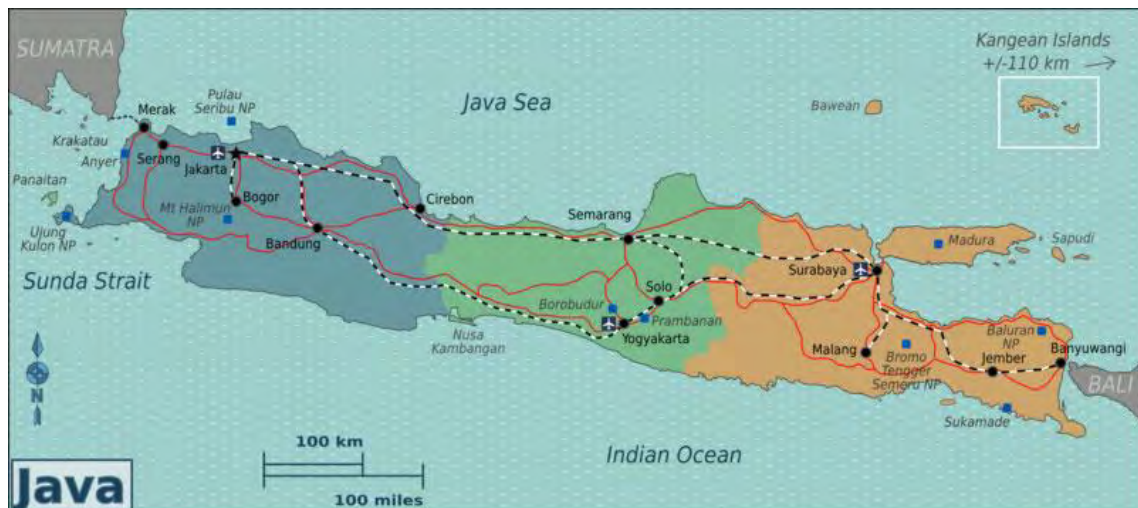 SUMATRA
Kangean Islands
+/-110 km
Pulau
Seribu NP
Java Sea
Bawean
Merak
Krakatau
Anyer
Serang
Jakarta
Panaitan
Bogor
Mt Halimun
NP
Cirebon
Semarang
Ujung
Kulon NP
Bandung
Madura
Sapudi
Sunda Strait
Surabaya
Solo
Borobudur
Prambanan
Yogyakarta
Nusa
Kambangan
Malang
Bromo
Tengger
Semeru NP
Baluran
NP
Jember
Banyuwangi
BALI
N
Sukamade
100 km
100 miles
Indian Ocean
Java